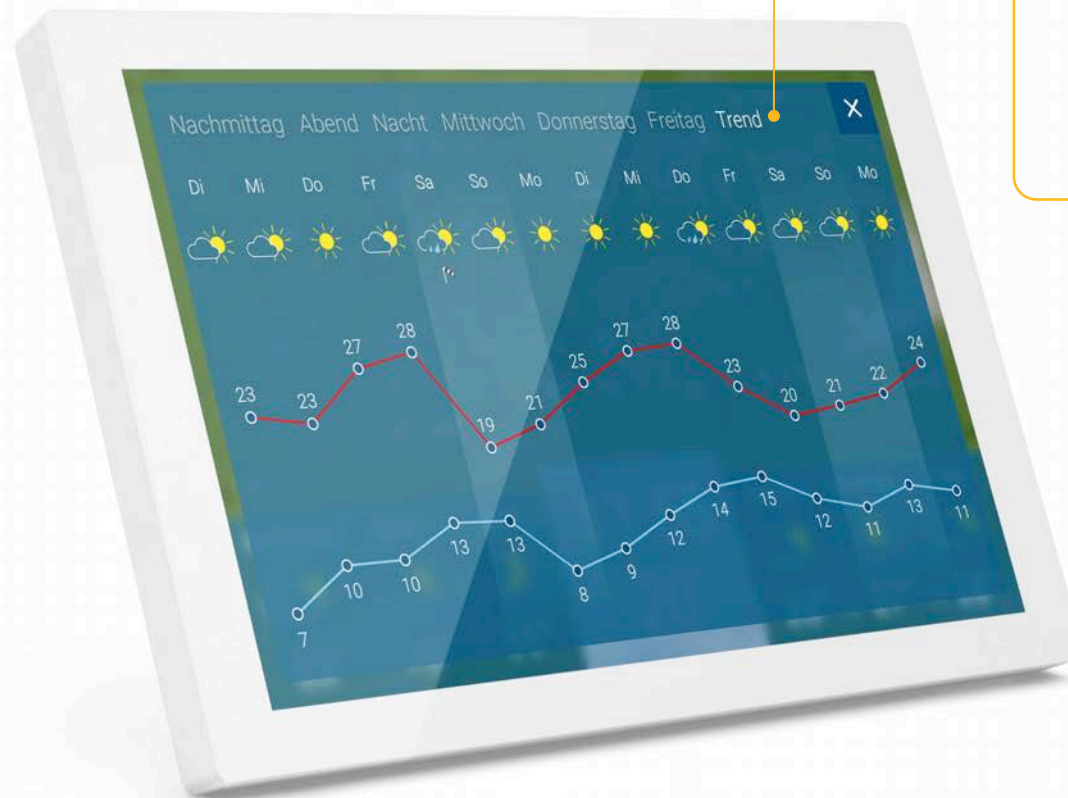 Nachmittag Abend Nacht Mittwoch Donnerstag Freitag Trend X
Di Mi Do Fr Sa So Mo Di Mi Do Fr Sa So Mo
23 23 27 28 19 21 25 27 28 23 20 21 22 24
7 10 10 13 13 8 9 12 14 15 12 11 13 11